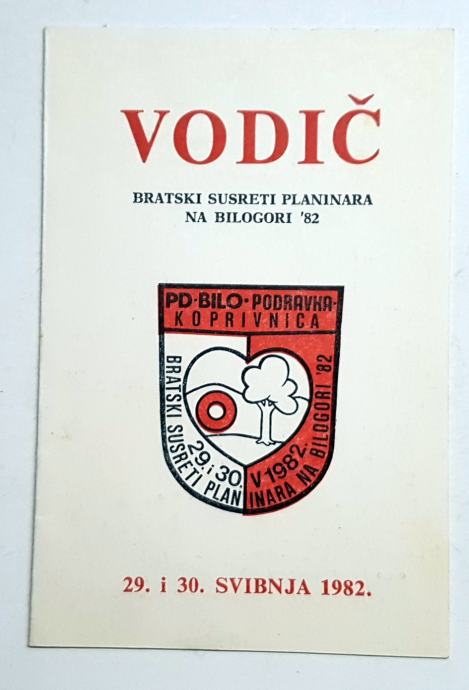 VODIČ
BRATSKI SUSRETI PLANINARA
NA BILOGORI '82
PD·BILO·PODRAVKA·
KOPRIVNICA
BRATSKI SUSRETI PLANINARA NA BILOGORI '82
29. i 30. V 1982.
29. i 30. SVIBNJA 1982.